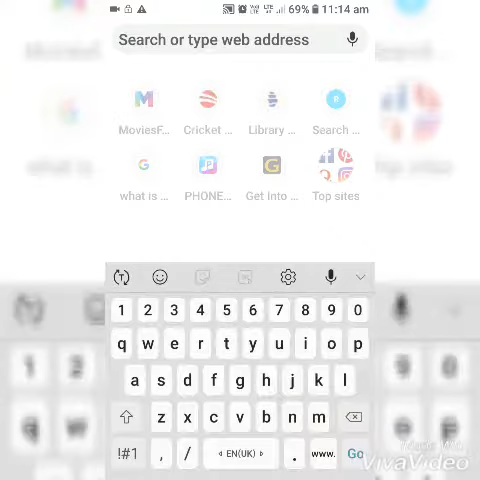 69% 11:14 am
Search or type web address
MoviesF... Cricket ... Library ... Search ...
what is ... PHONE... Get into ... Top sites
1 2 3 4 5 6 7 8 9 0
q w e r t y u i o p
a s d f g h j k l
z x c v b n m
!#1 , / EN(UK) . www. Go
VivaVideo